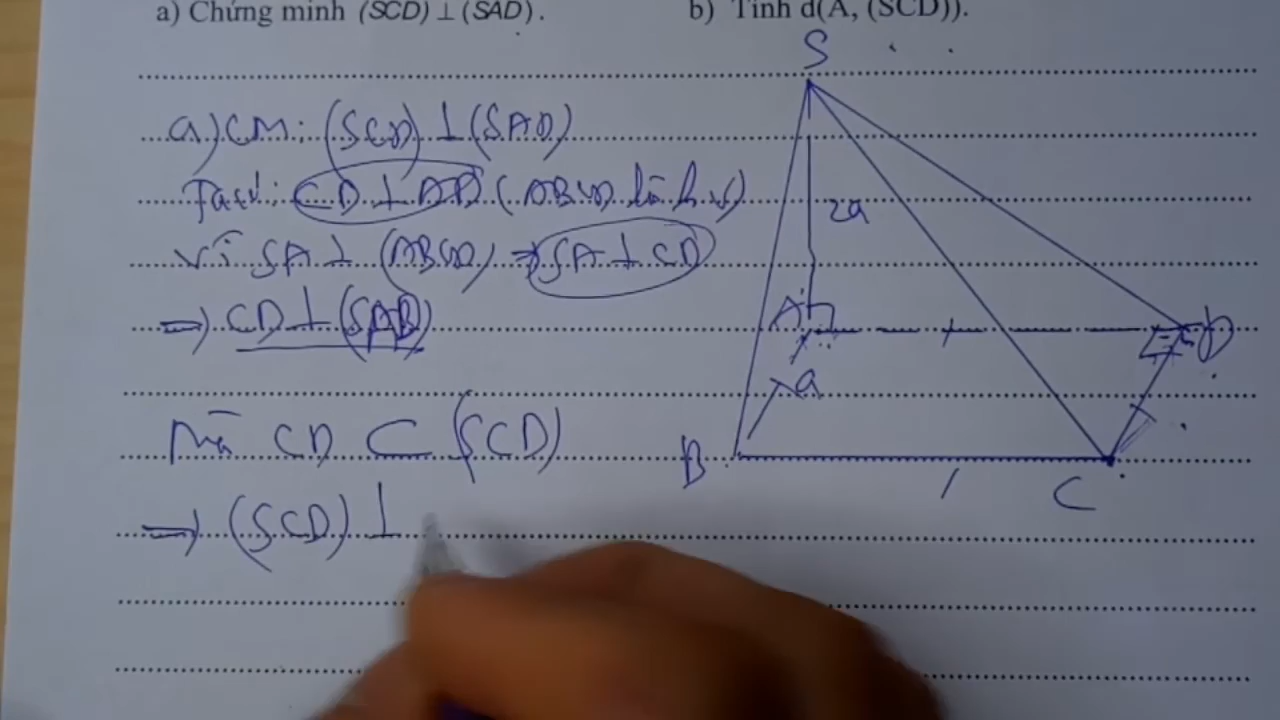 a) Chứng minh (SCD) ⊥ (SAD).
b) Tính d(A, (SCD)).
a) CM: (SCD) ⊥ (SAD)
Ta có: CD ⊥ AD (ABCD là h.v)
Vì SA ⊥ (ABCD) ⇒ SA ⊥ CD
⇒ CD ⊥ (SAD)
mà CD ⊂ (SCD)
⇒ (SCD) ⊥
S
2a
A
D
a
B
C